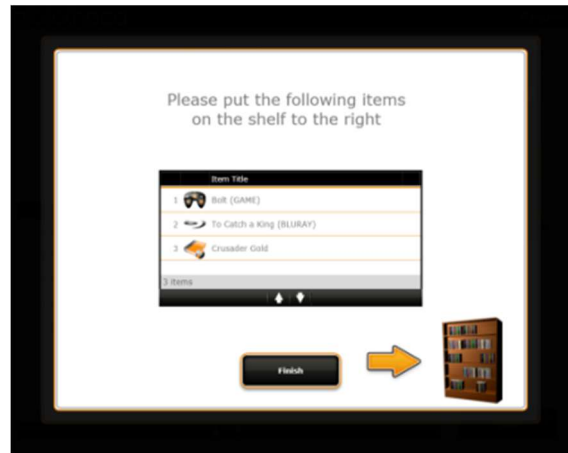 Please put the following items
on the shelf to the right
Item Title
1 Bolt (GAME)
2 To Catch a King (BLURAY)
3 Crusader Gold
3 Items
Finish